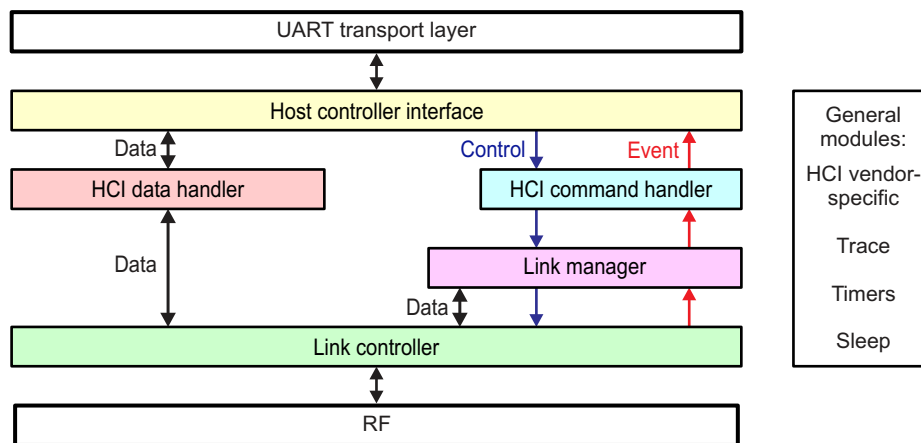 UART transport layer
Host controller interface
Data
Control
Event
HCI data handler
HCI command handler
Data
Link manager
Data
Link controller
RF
General
modules:
HCI vendor-
specific
Trace
Timers
Sleep